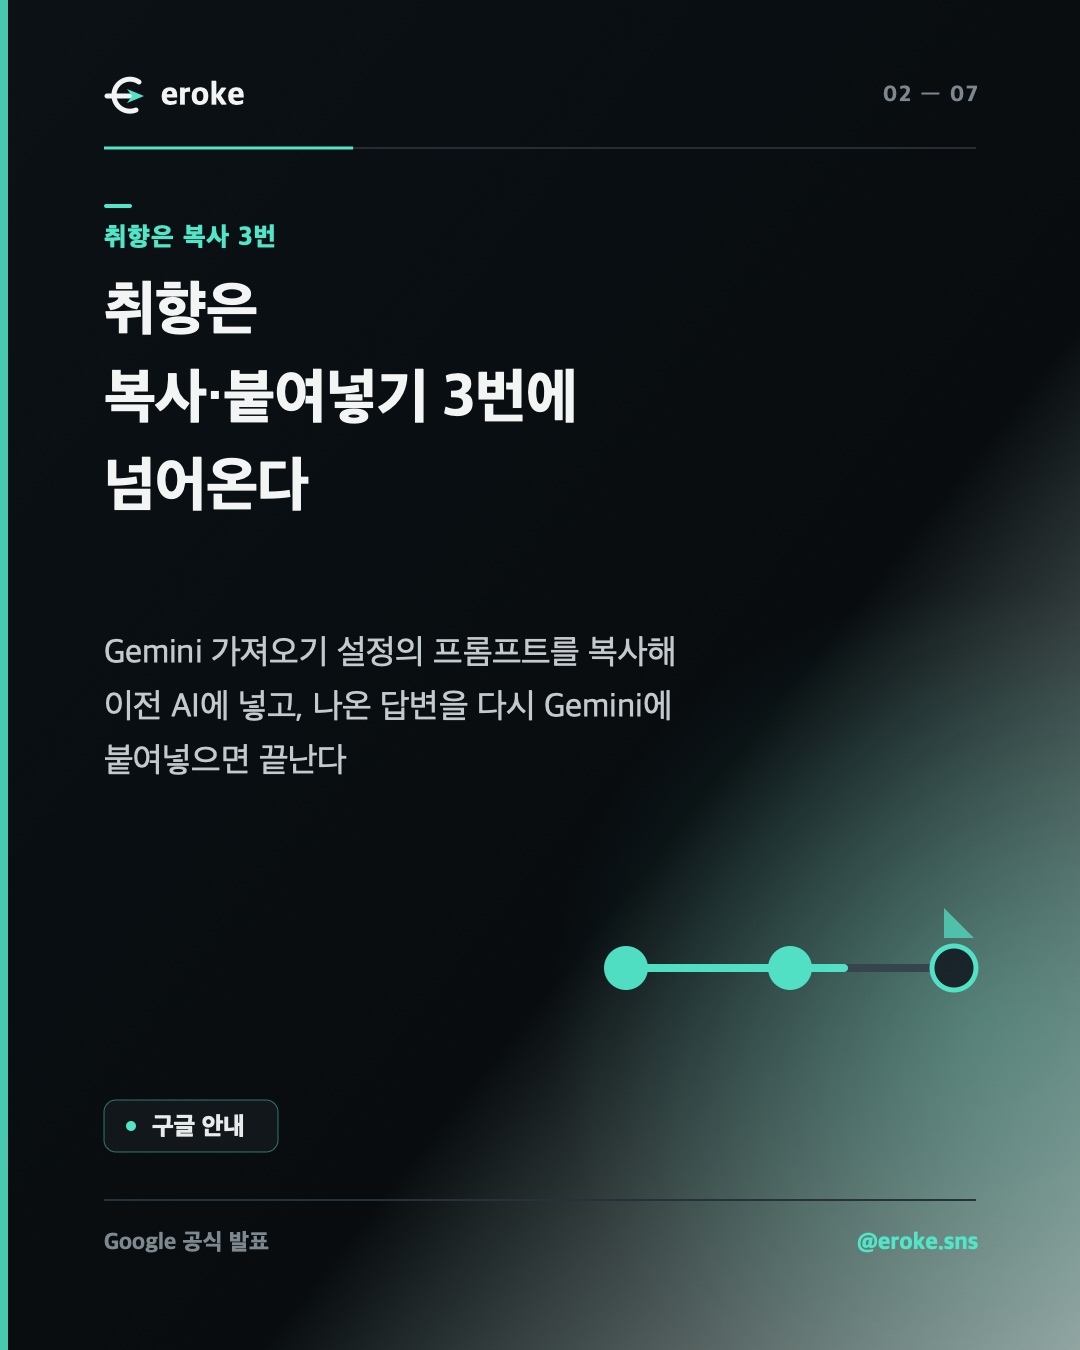 eroke
02 — 07
취향은 복사 3번
취향은
복사·붙여넣기 3번에
넘어온다
Gemini 가져오기 설정의 프롬프트를 복사해
이전 AI에 넣고, 나온 답변을 다시 Gemini에
붙여넣으면 끝난다
구글 안내
Google 공식 발표
@eroke.sns